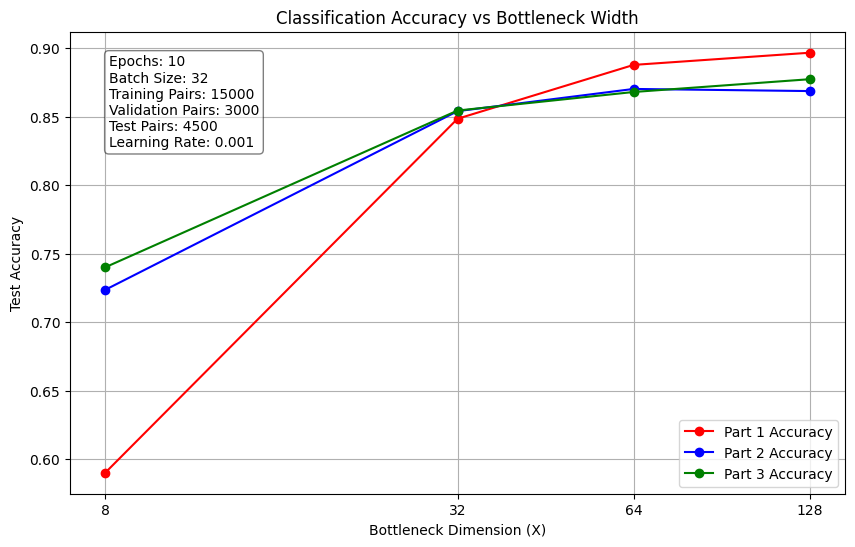 Classification Accuracy vs Bottleneck Width
Epochs: 10
Batch Size: 32
Training Pairs: 15000
Validation Pairs: 3000
Test Pairs: 4500
Learning Rate: 0.001
Test Accuracy
0.90
0.85
0.80
0.75
0.70
0.65
0.60
Part 1 Accuracy
Part 2 Accuracy
Part 3 Accuracy
8 32 64 128
Bottleneck Dimension (X)